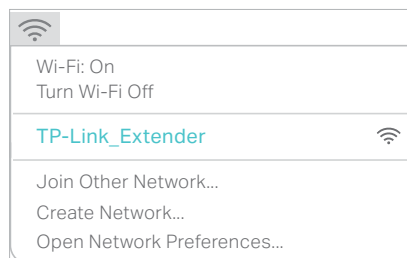 Wi-Fi: On
Turn Wi-Fi Off
TP-Link_Extender
Join Other Network...
Create Network...
Open Network Preferences...